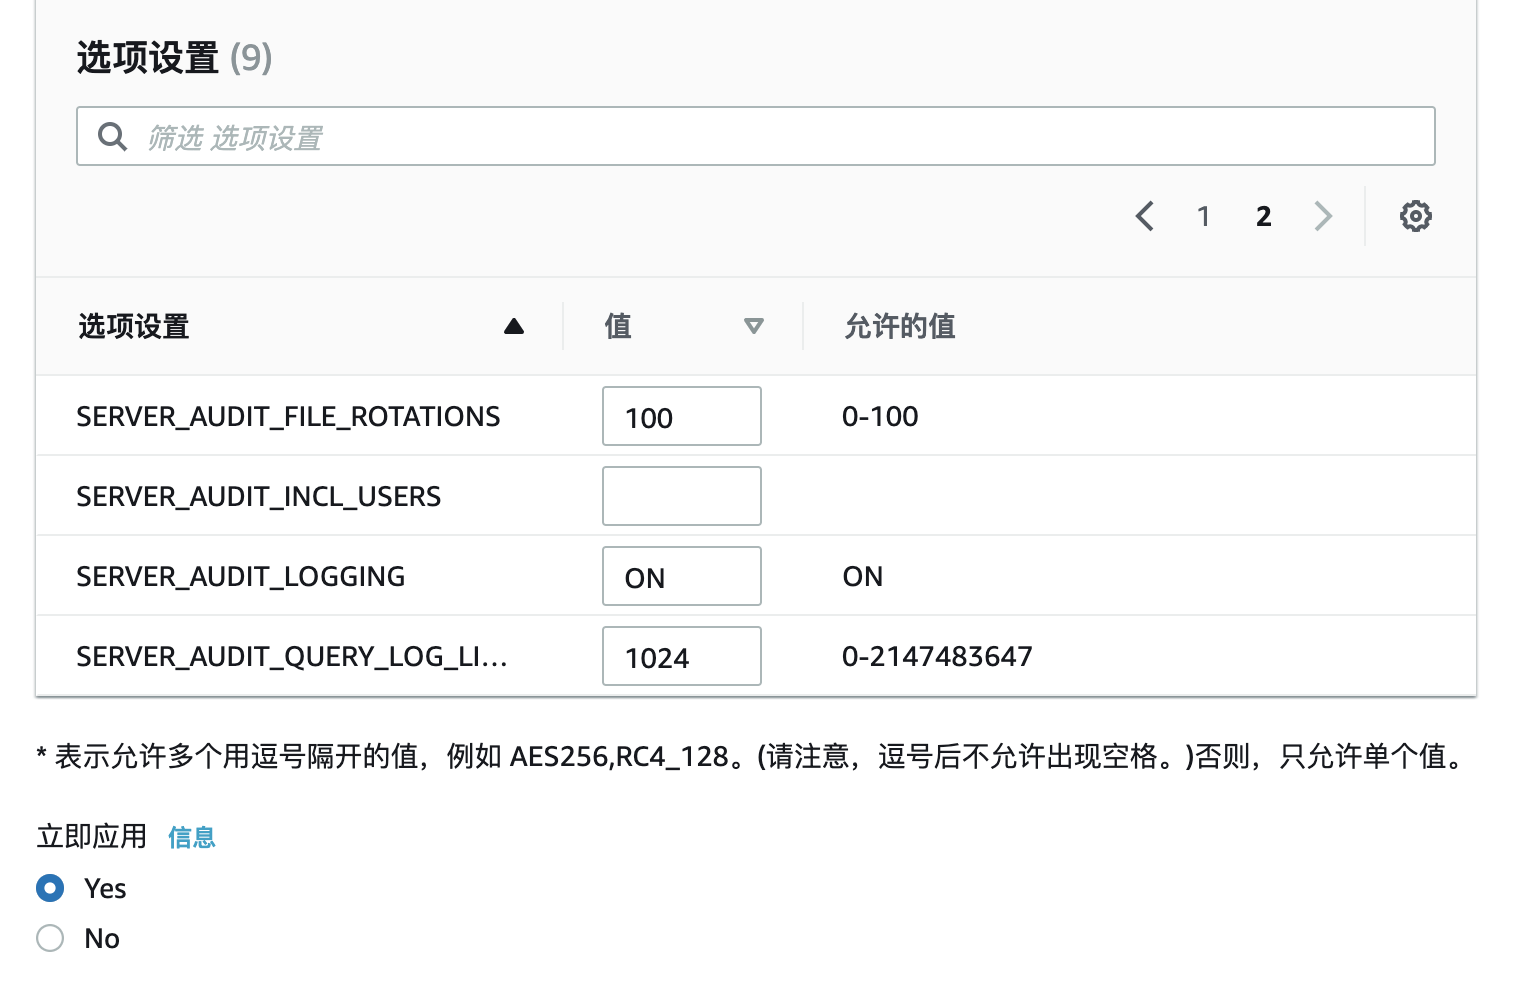 选项设置 (9)
筛选 选项设置
1 2
选项设置 值 允许的值
SERVER_AUDIT_FILE_ROTATIONS 100 0-100
SERVER_AUDIT_INCL_USERS
SERVER_AUDIT_LOGGING ON ON
SERVER_AUDIT_QUERY_LOG_LI... 1024 0-2147483647
* 表示允许多个用逗号隔开的值，例如 AES256,RC4_128。(请注意，逗号后不允许出现空格。)否则，只允许单个值。
立即应用 信息
Yes
No